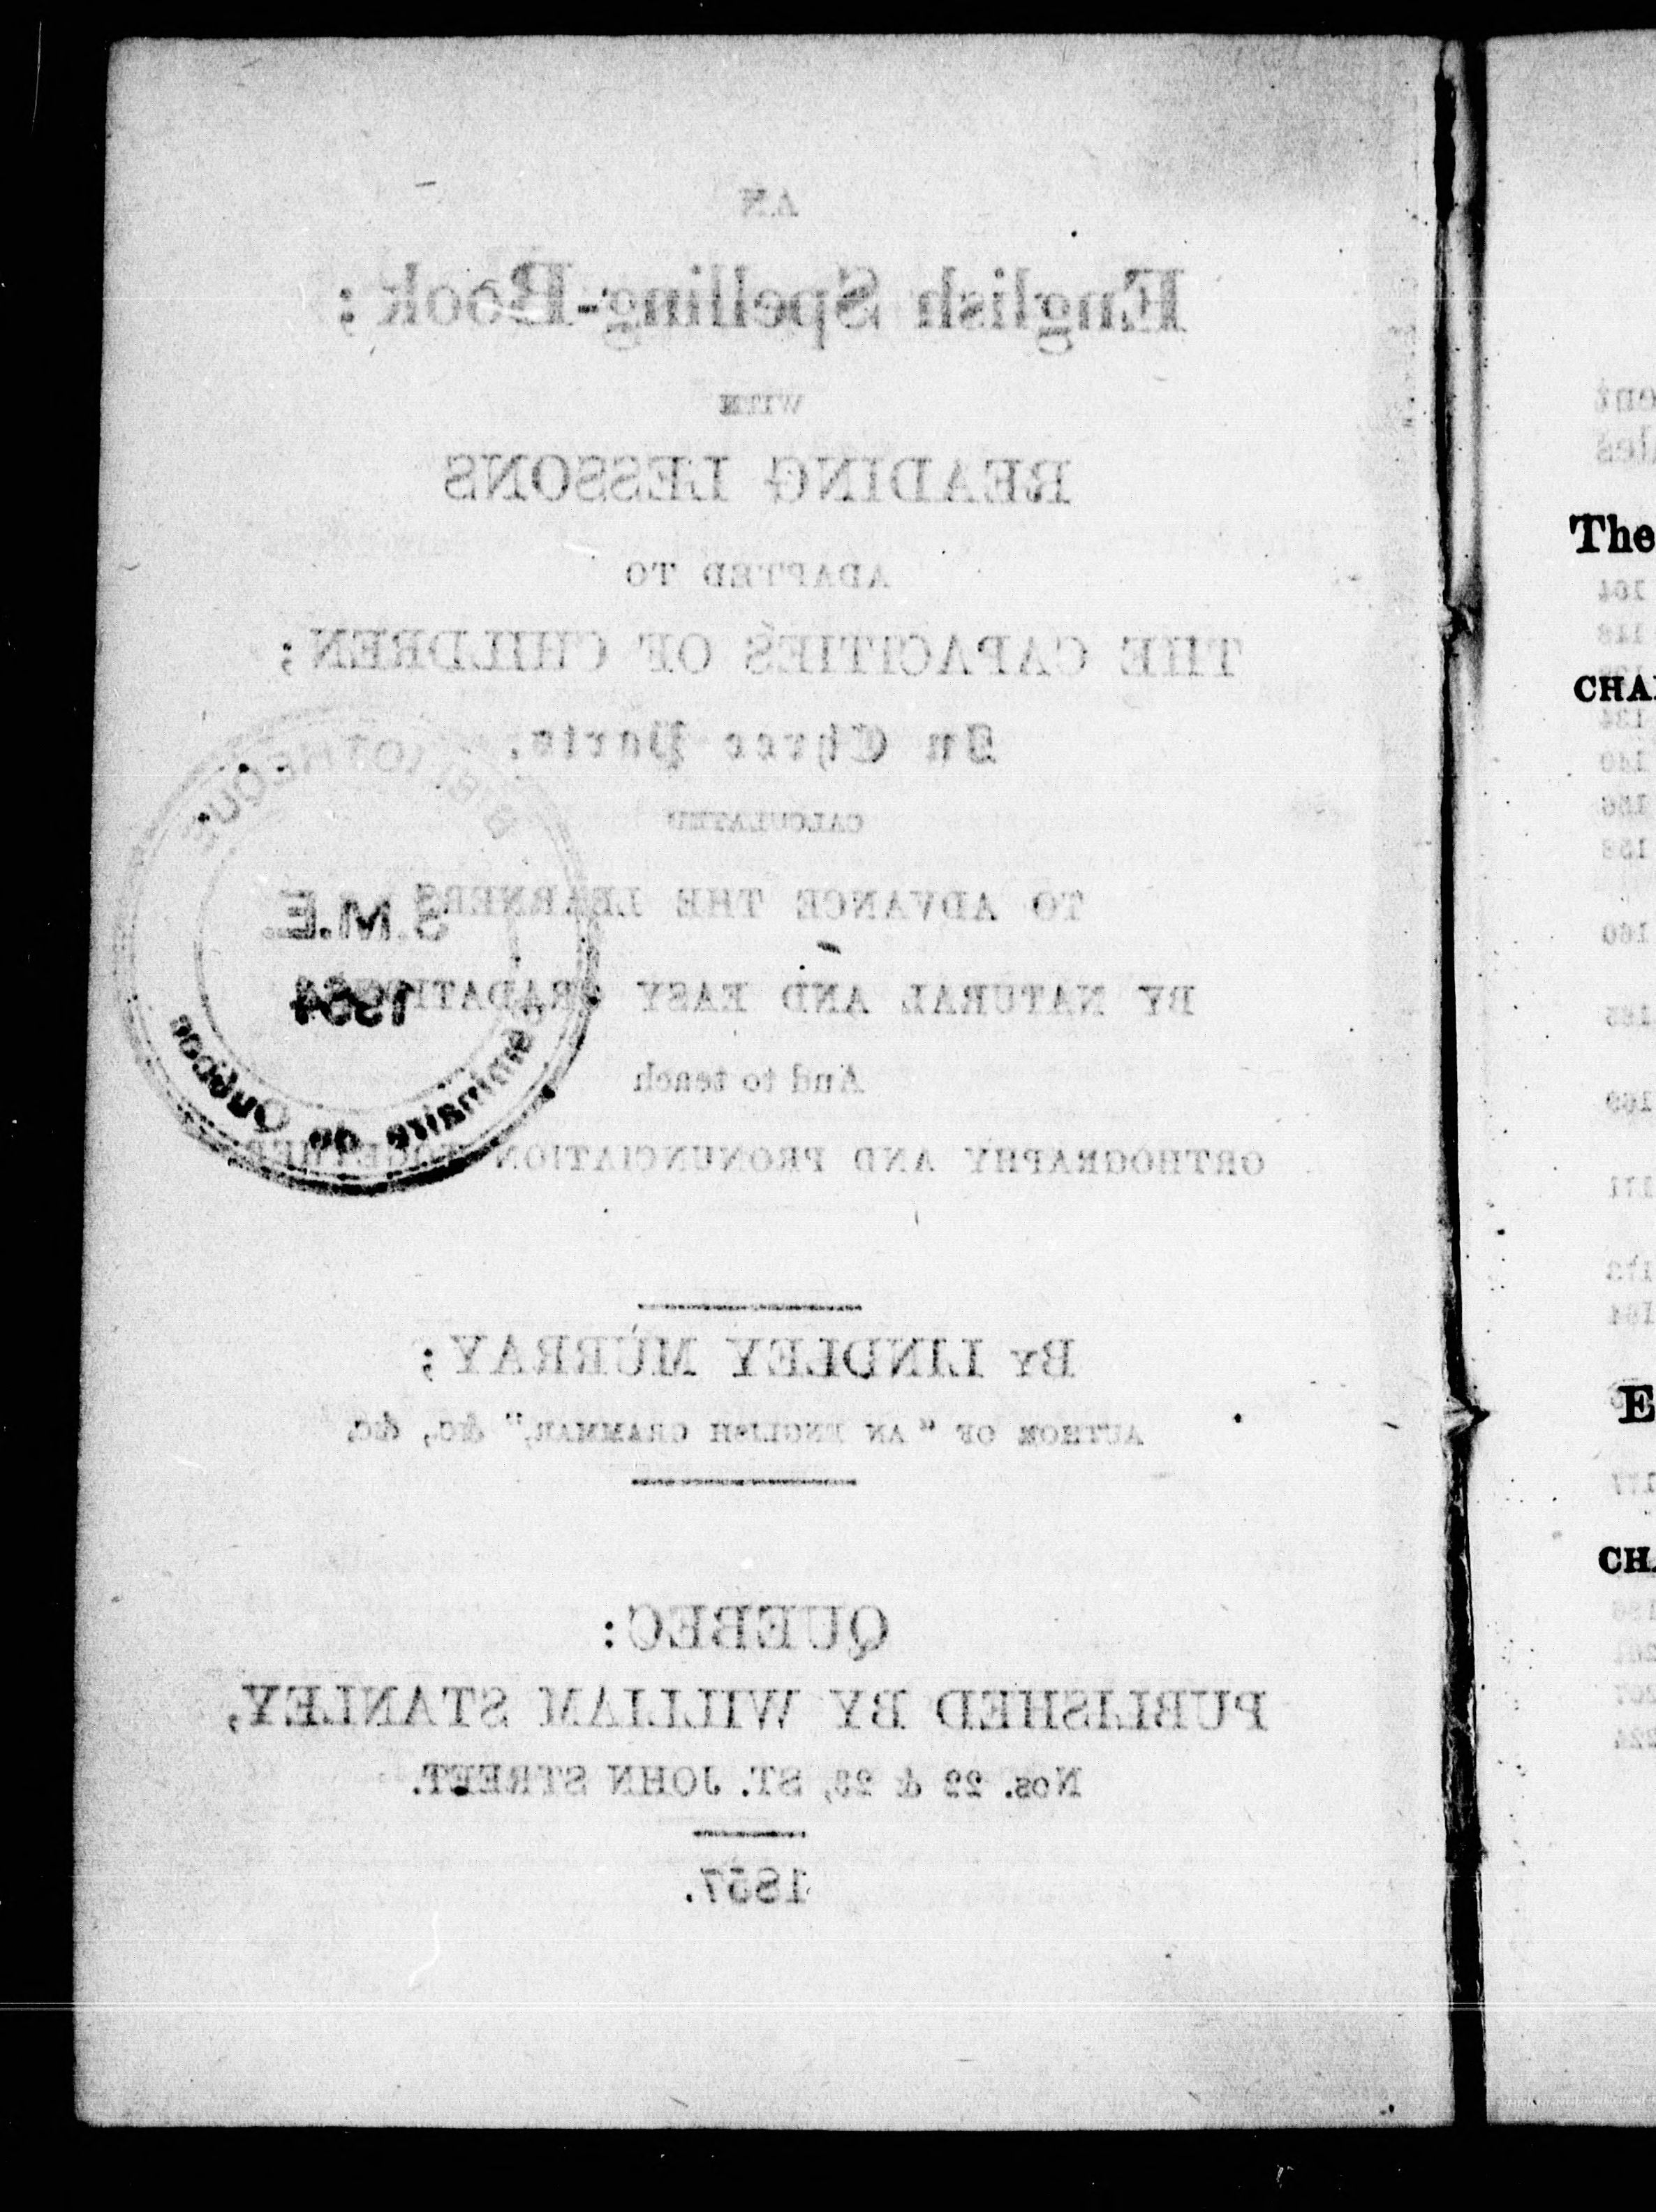 AN
English Spelling-Book;
WITH
READING LESSONS
ADAPTED TO
THE CAPACITIES OF CHILDREN;
In Three Parts,
CALCULATED
TO ADVANCE THE LEARNERS
BY NATURAL AND EASY GRADATIONS
And to teach
ORTHOGRAPHY AND PRONUNCIATION TOGETHER
BIBLIOTHEQUE
S.M.E.
Séminaire de Québec
By LINDLEY MURRAY;
AUTHOR OF "AN ENGLISH GRAMMAR," &c., &c.
QUEBEC:
PUBLISHED BY WILLIAM STANLEY,
Nos. 22 & 23, ST. JOHN STREET.
1857.
The
CHA
E
CHA